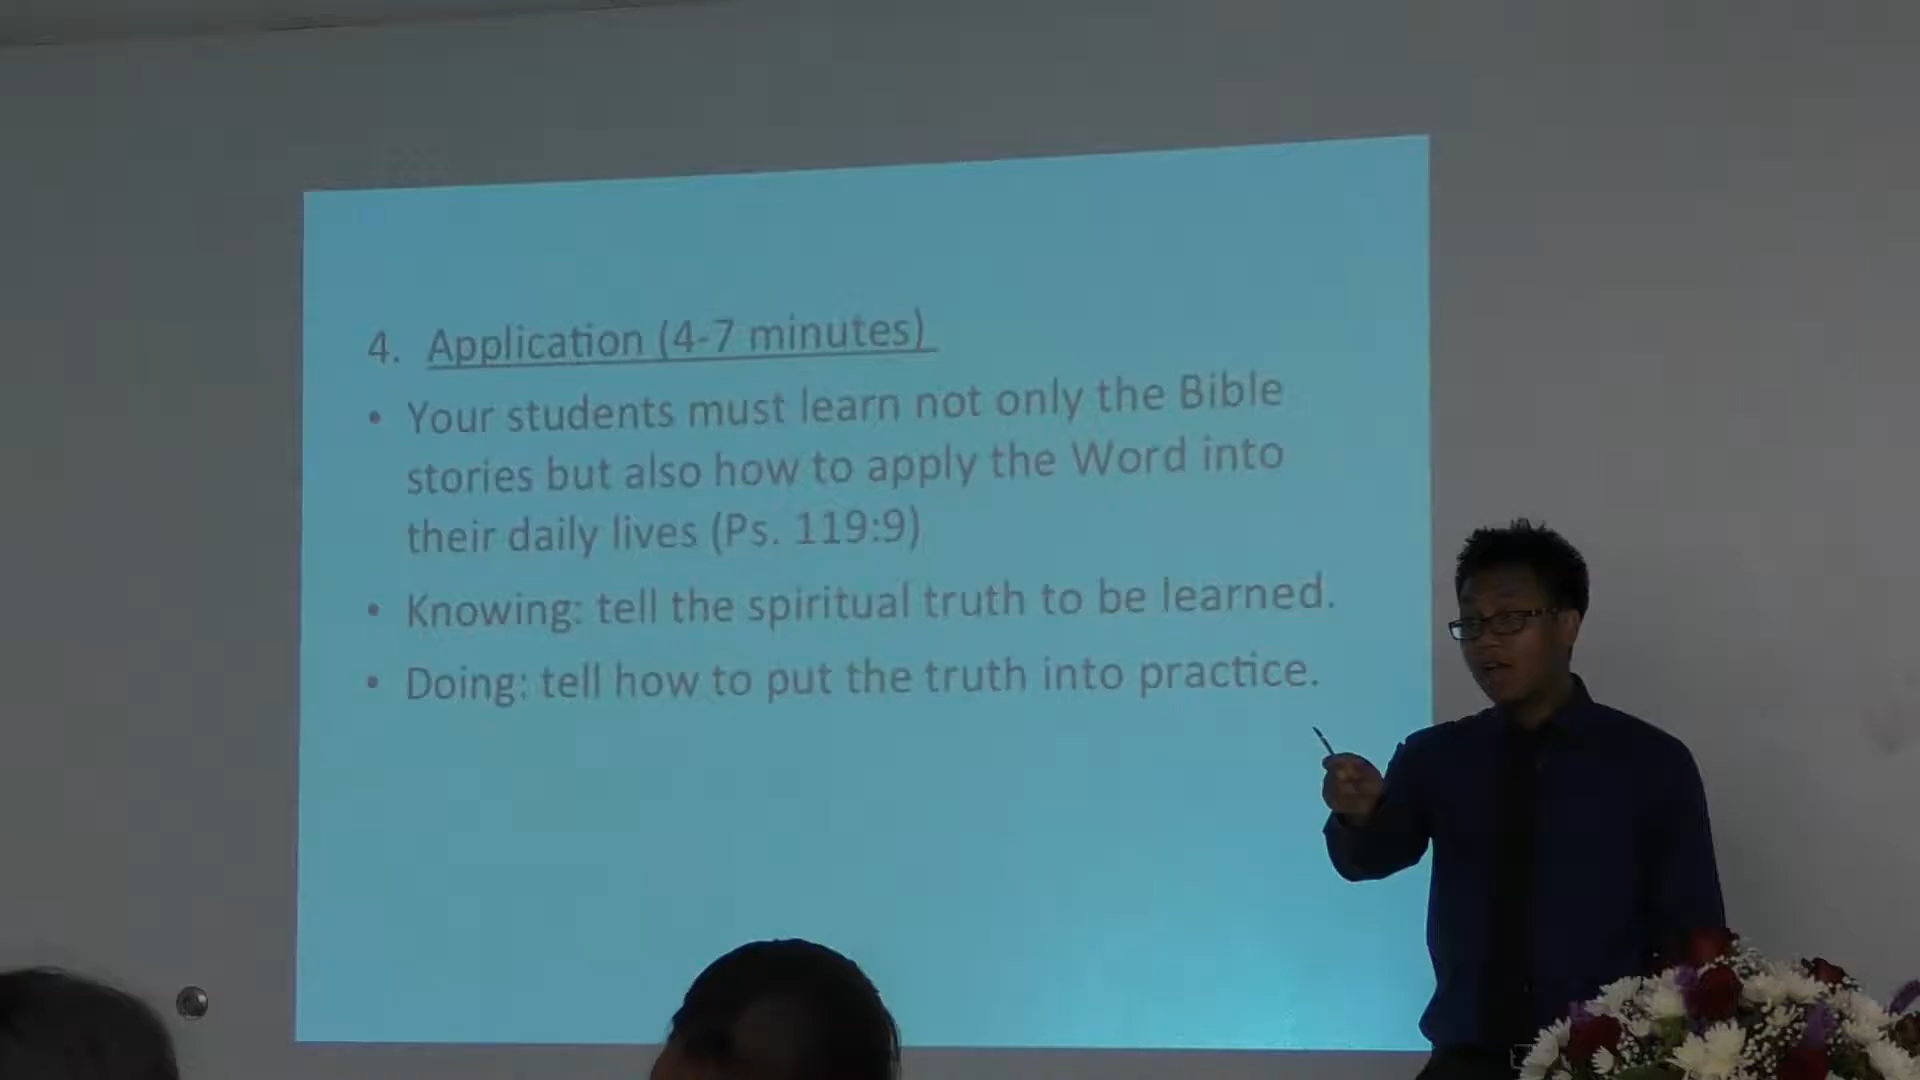 4. Application (4-7 minutes)
• Your students must learn not only the Bible
stories but also how to apply the Word into
their daily lives (Ps. 119:9)
• Knowing: tell the spiritual truth to be learned.
• Doing: tell how to put the truth into practice.